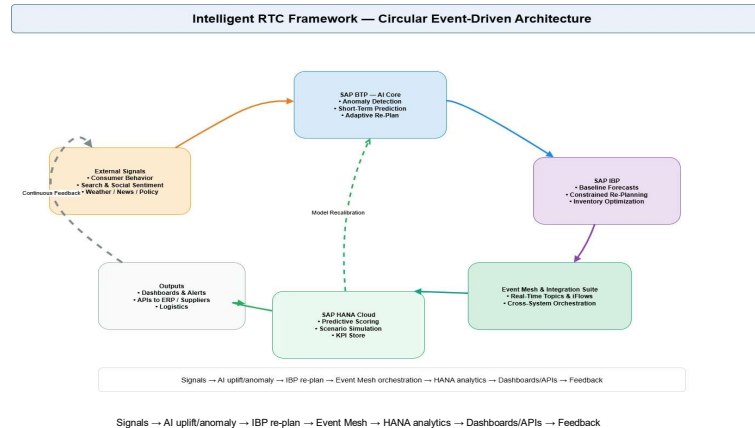 Intelligent RTC Framework — Circular Event-Driven Architecture
SAP BTP — AI Core
• Anomaly Detection
• Short-Term Prediction
• Adaptive Re-Plan
External Signals
• Consumer Behavior
• Search & Social Sentiment
• Weather / News / Policy
Continuous Feedback
SAP IBP
• Baseline Forecasts
• Constrained Re-Planning
• Inventory Optimization
Model Recalibration
Outputs
• Dashboards & Alerts
• APIs to ERP / Suppliers
• Logistics
Event Mesh & Integration Suite
• Real-Time Topics & iFlows
• Cross-System Orchestration
SAP HANA Cloud
• Predictive Scoring
• Scenario Simulation
• KPI Store
Signals → AI uplift/anomaly → IBP re-plan → Event Mesh orchestration → HANA analytics → Dashboards/APIs → Feedback
Signals → AI uplift/anomaly → IBP re-plan → Event Mesh → HANA analytics → Dashboards/APIs → Feedback